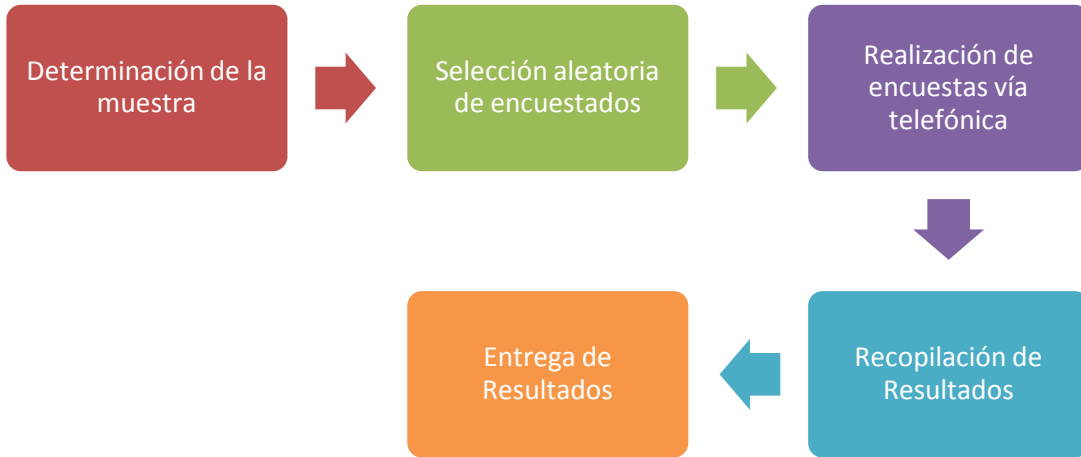 Determinación de la
muestra
Selección aleatoria
de encuestados
Realización de
encuestas vía
telefónica
Recopilación de
Resultados
Entrega de
Resultados